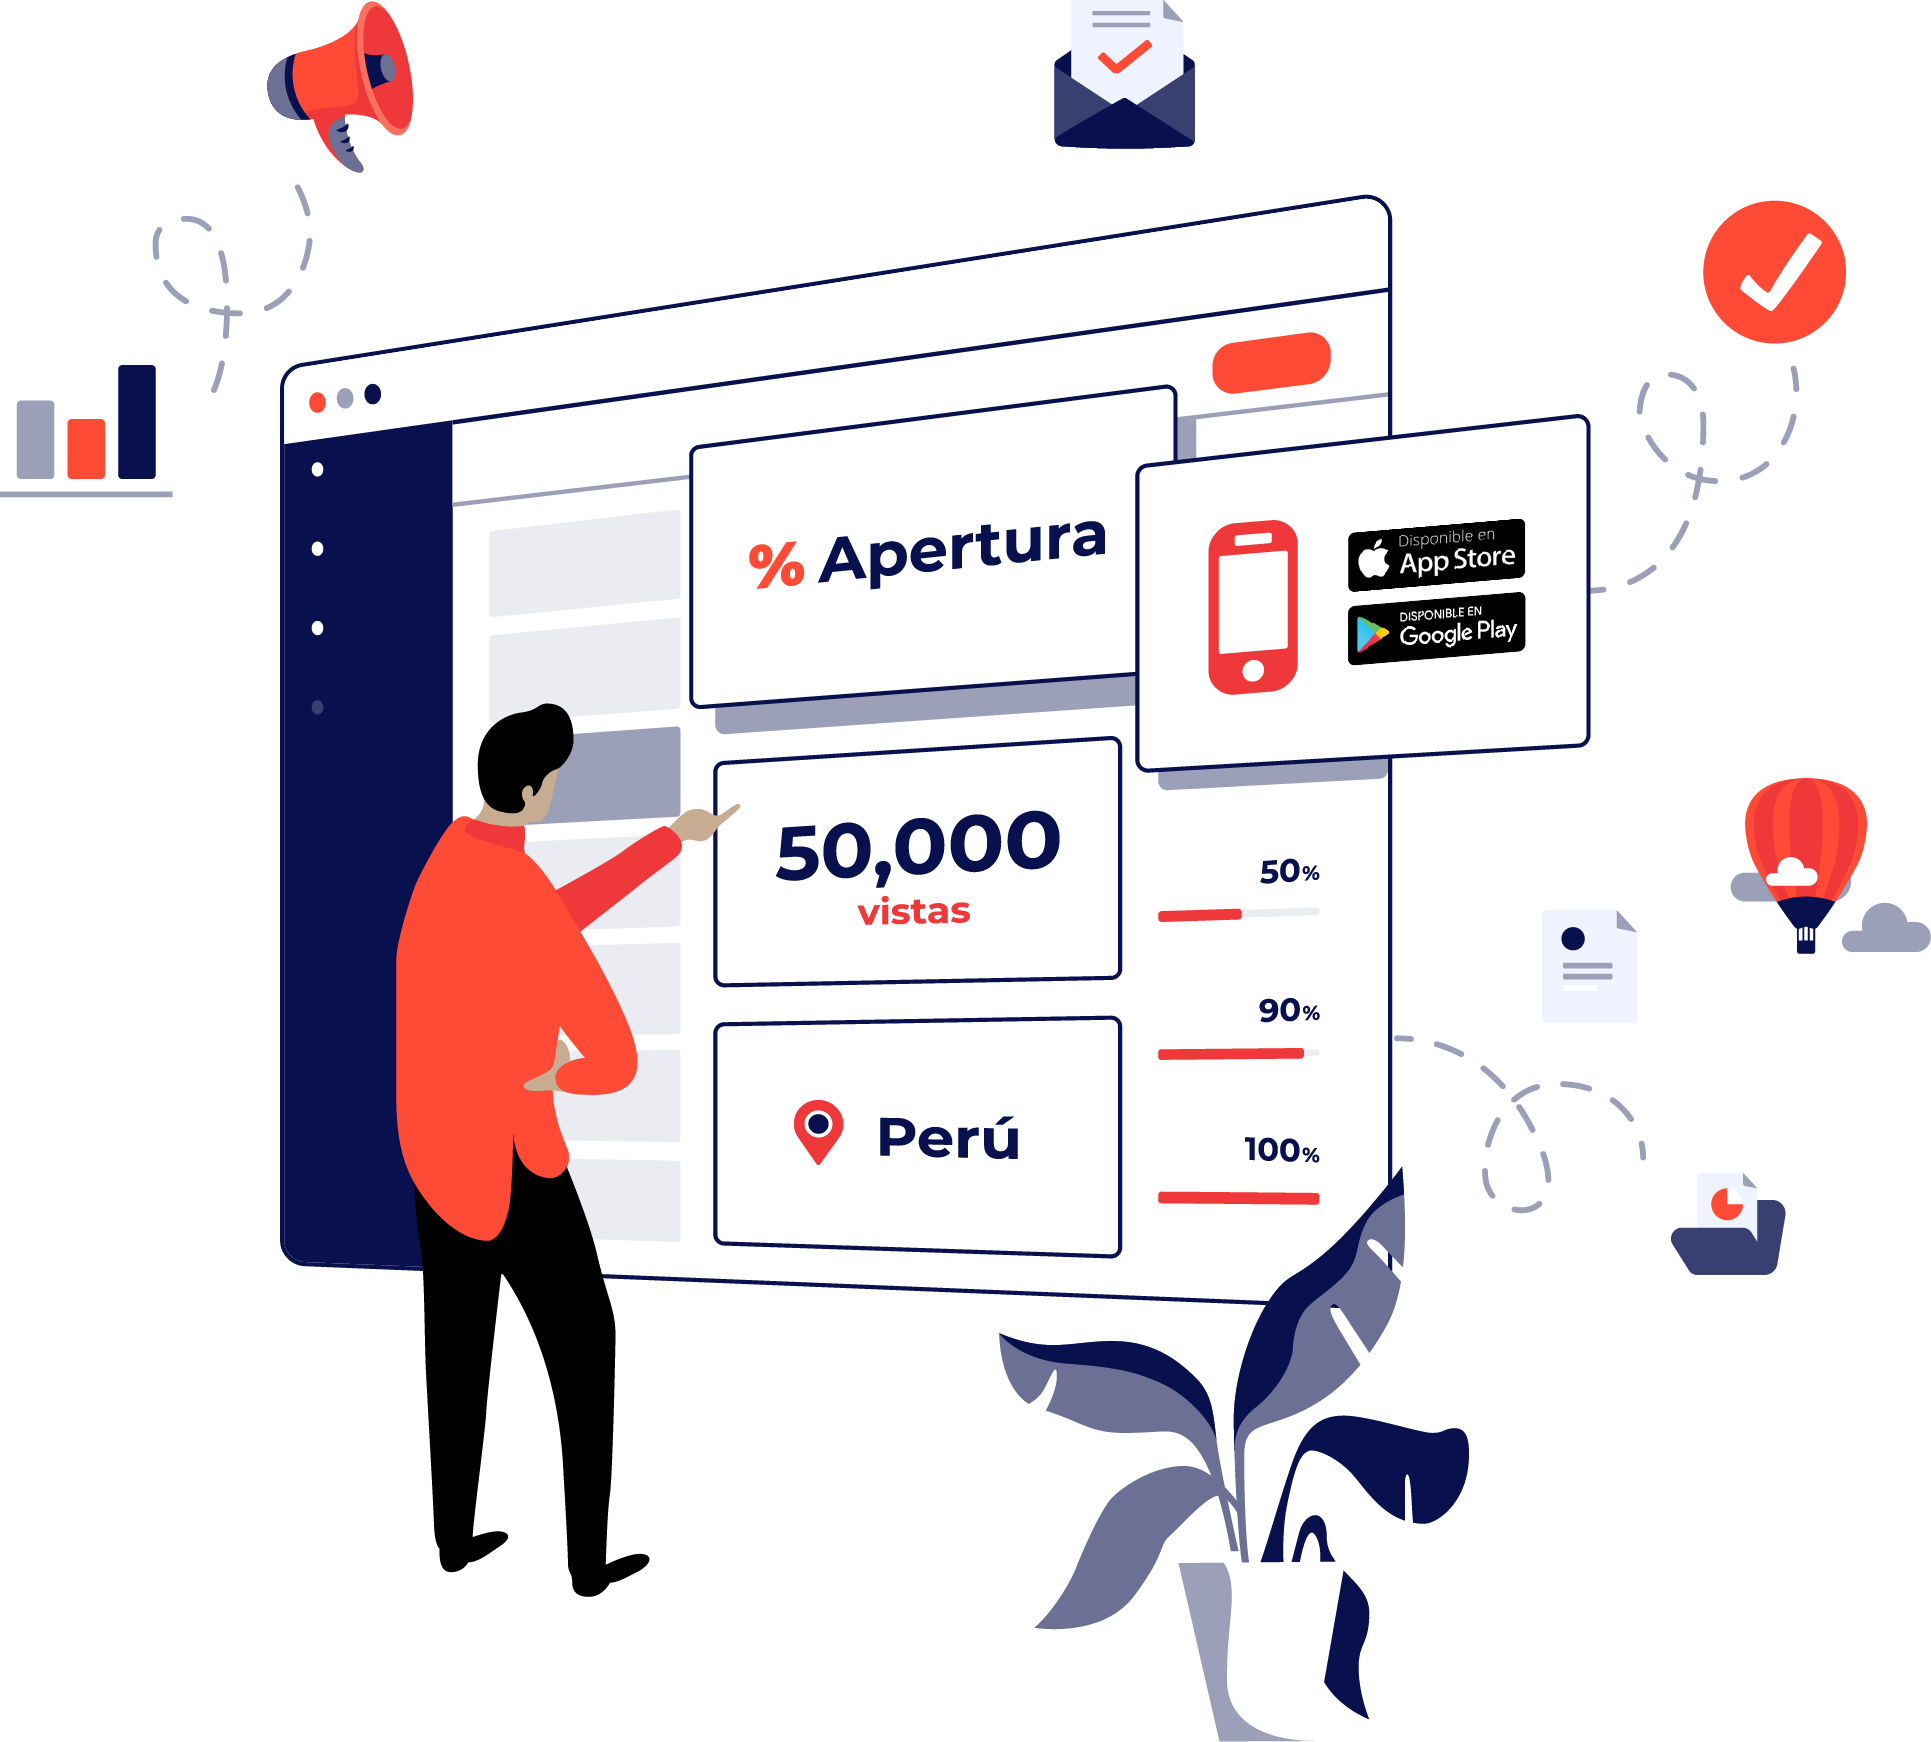 % Apertura
Disponible en
App Store
DISPONIBLE EN
Google Play
50,000
vistas
50%
90%
Perú
100%